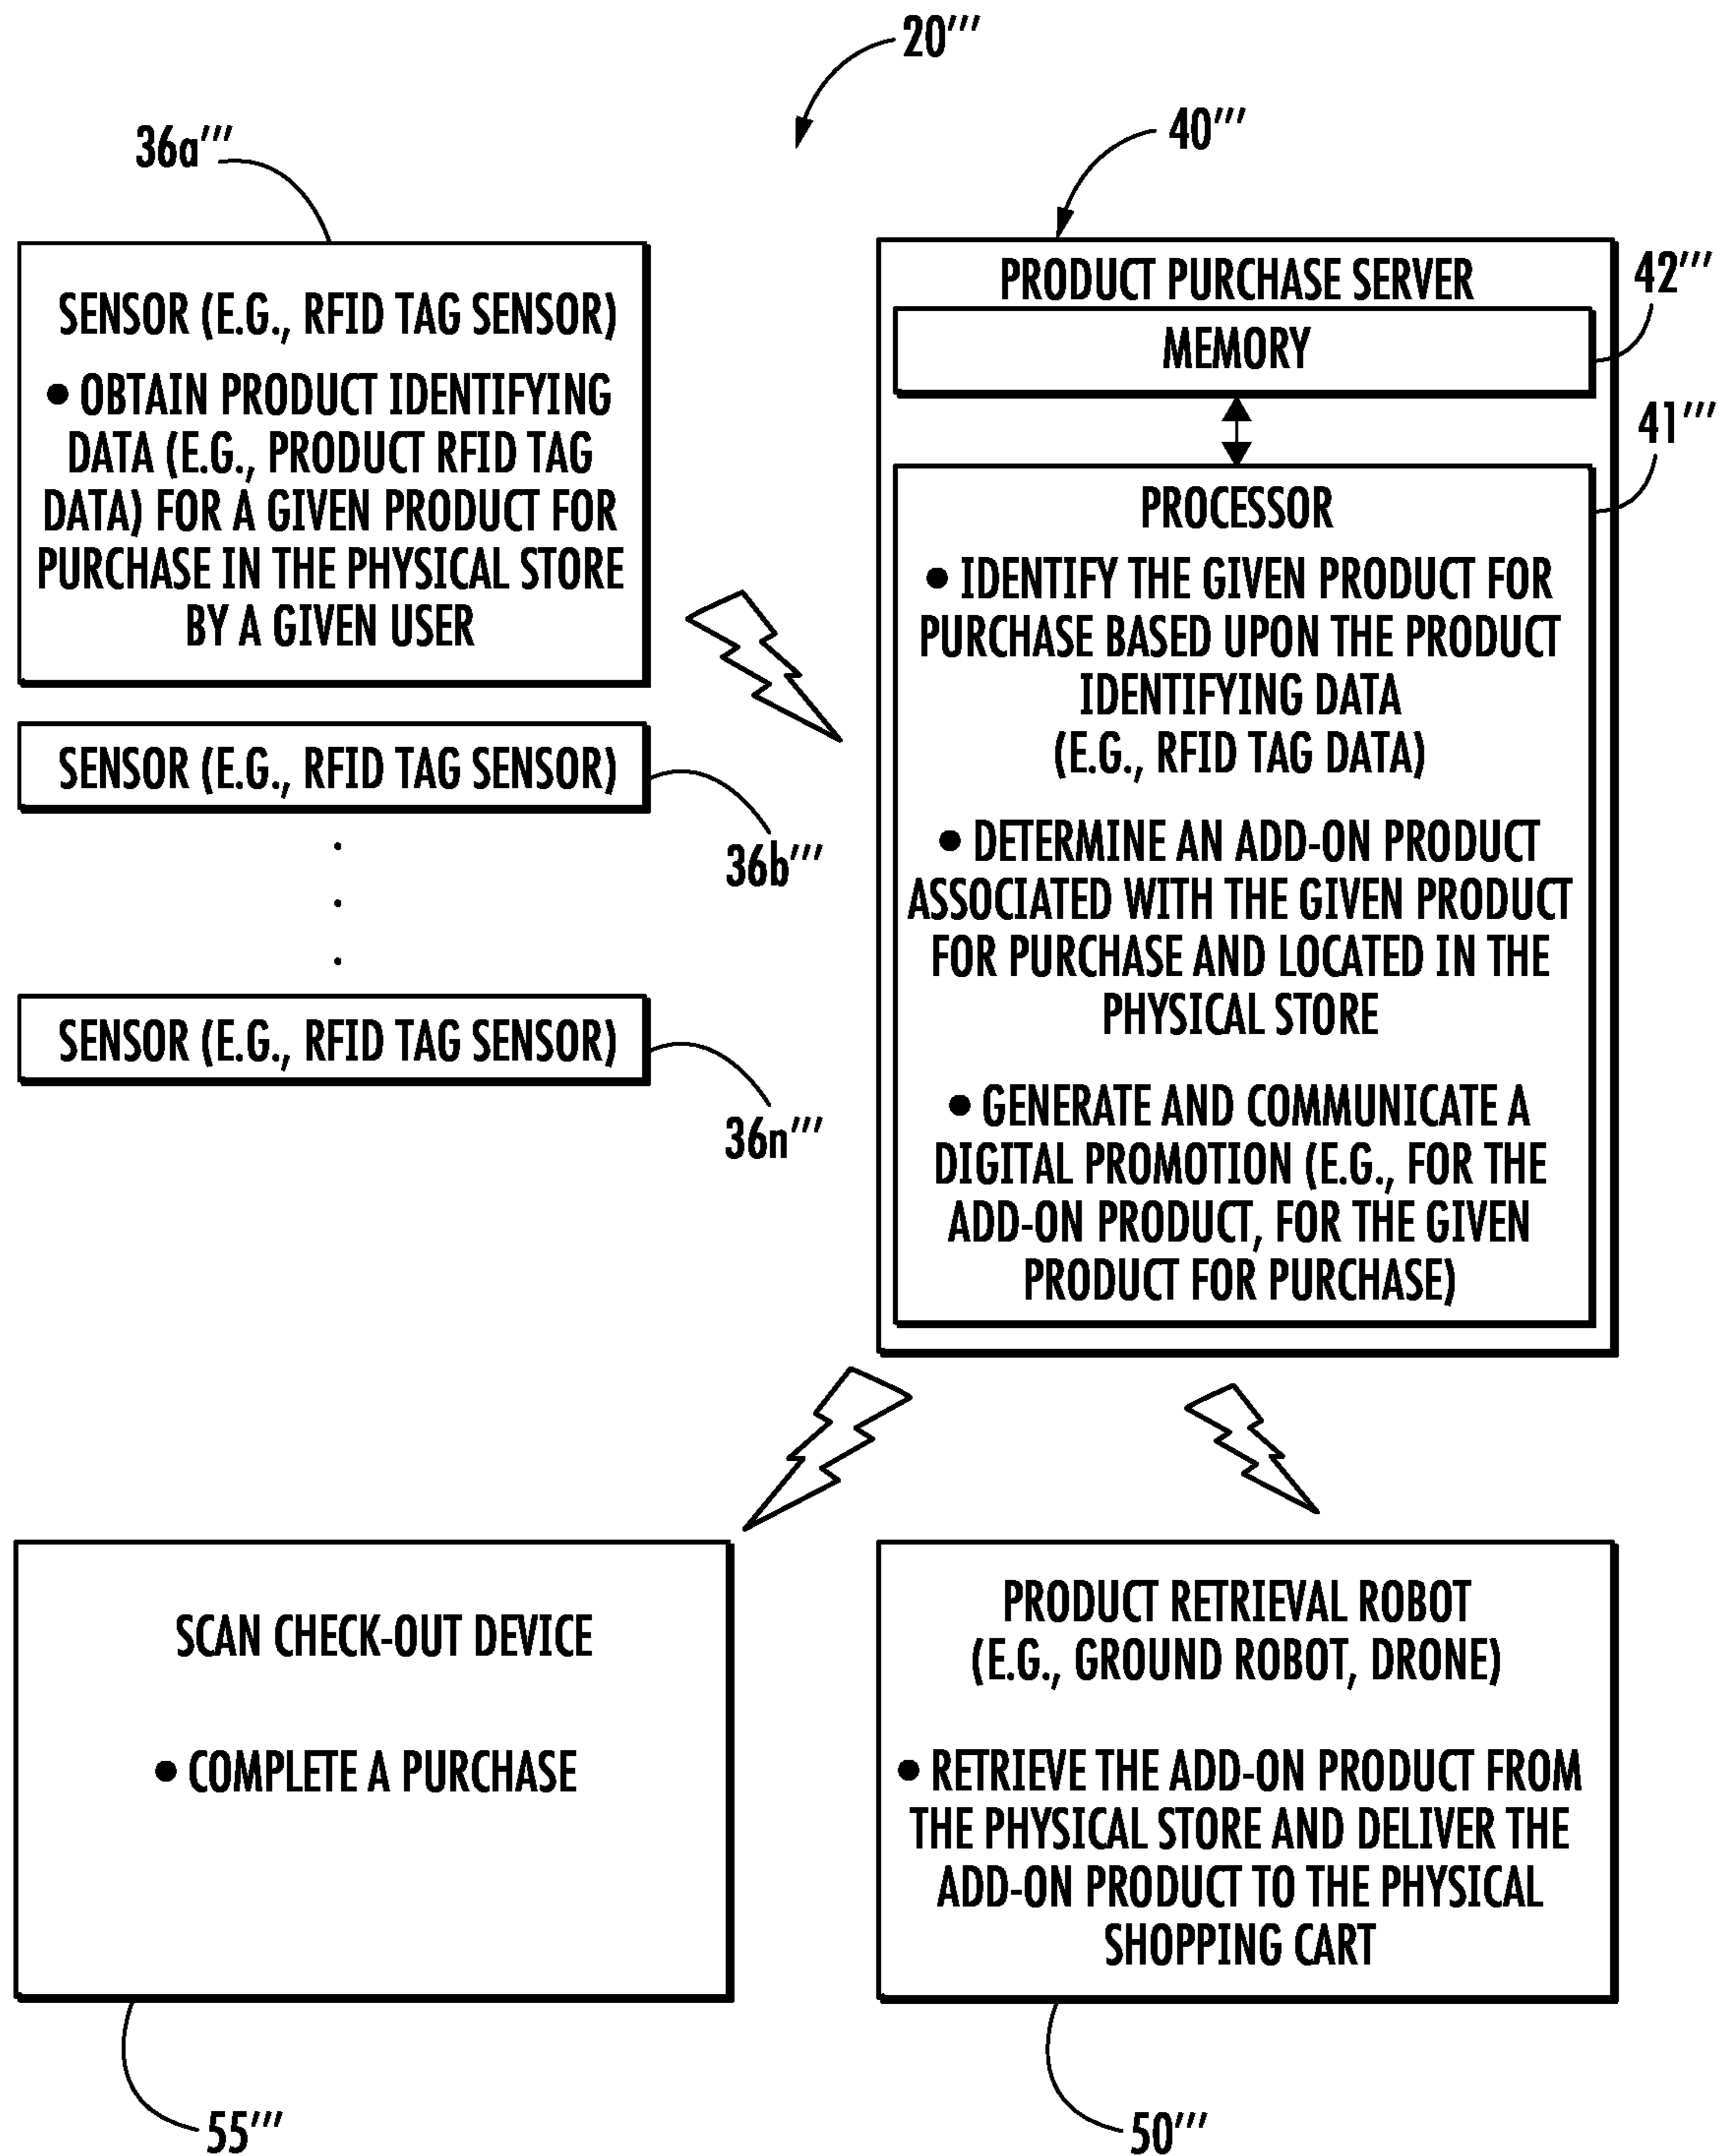 20‴
36a‴
40‴
SENSOR (E.G., RFID TAG SENSOR)
• OBTAIN PRODUCT IDENTIFYING
DATA (E.G., PRODUCT RFID TAG
DATA) FOR A GIVEN PRODUCT FOR
PURCHASE IN THE PHYSICAL STORE
BY A GIVEN USER
SENSOR (E.G., RFID TAG SENSOR)
36b‴
.
.
.
SENSOR (E.G., RFID TAG SENSOR)
36n‴
PRODUCT PURCHASE SERVER
42‴
MEMORY
41‴
PROCESSOR
• IDENTIFY THE GIVEN PRODUCT FOR
PURCHASE BASED UPON THE PRODUCT
IDENTIFYING DATA
(E.G., RFID TAG DATA)
• DETERMINE AN ADD-ON PRODUCT
ASSOCIATED WITH THE GIVEN PRODUCT
FOR PURCHASE AND LOCATED IN THE
PHYSICAL STORE
• GENERATE AND COMMUNICATE A
DIGITAL PROMOTION (E.G., FOR THE
ADD-ON PRODUCT, FOR THE GIVEN
PRODUCT FOR PURCHASE)
SCAN CHECK-OUT DEVICE
• COMPLETE A PURCHASE
55‴
PRODUCT RETRIEVAL ROBOT
(E.G., GROUND ROBOT, DRONE)
• RETRIEVE THE ADD-ON PRODUCT FROM
THE PHYSICAL STORE AND DELIVER THE
ADD-ON PRODUCT TO THE PHYSICAL
SHOPPING CART
50‴